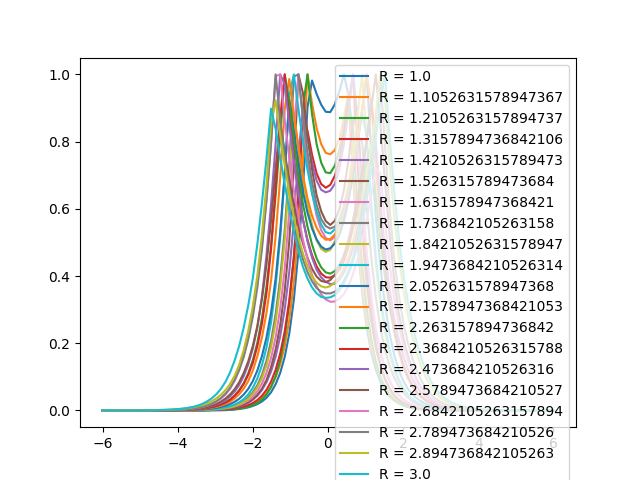 1.0
0.8
0.6
0.4
0.2
0.0
−6
−4
−2
0
2
4
6
R = 1.0
R = 1.1052631578947367
R = 1.2105263157894737
R = 1.3157894736842106
R = 1.4210526315789473
R = 1.526315789473684
R = 1.631578947368421
R = 1.736842105263158
R = 1.8421052631578947
R = 1.9473684210526314
R = 2.052631578947368
R = 2.1578947368421053
R = 2.263157894736842
R = 2.3684210526315788
R = 2.473684210526316
R = 2.5789473684210527
R = 2.6842105263157894
R = 2.789473684210526
R = 2.894736842105263
R = 3.0